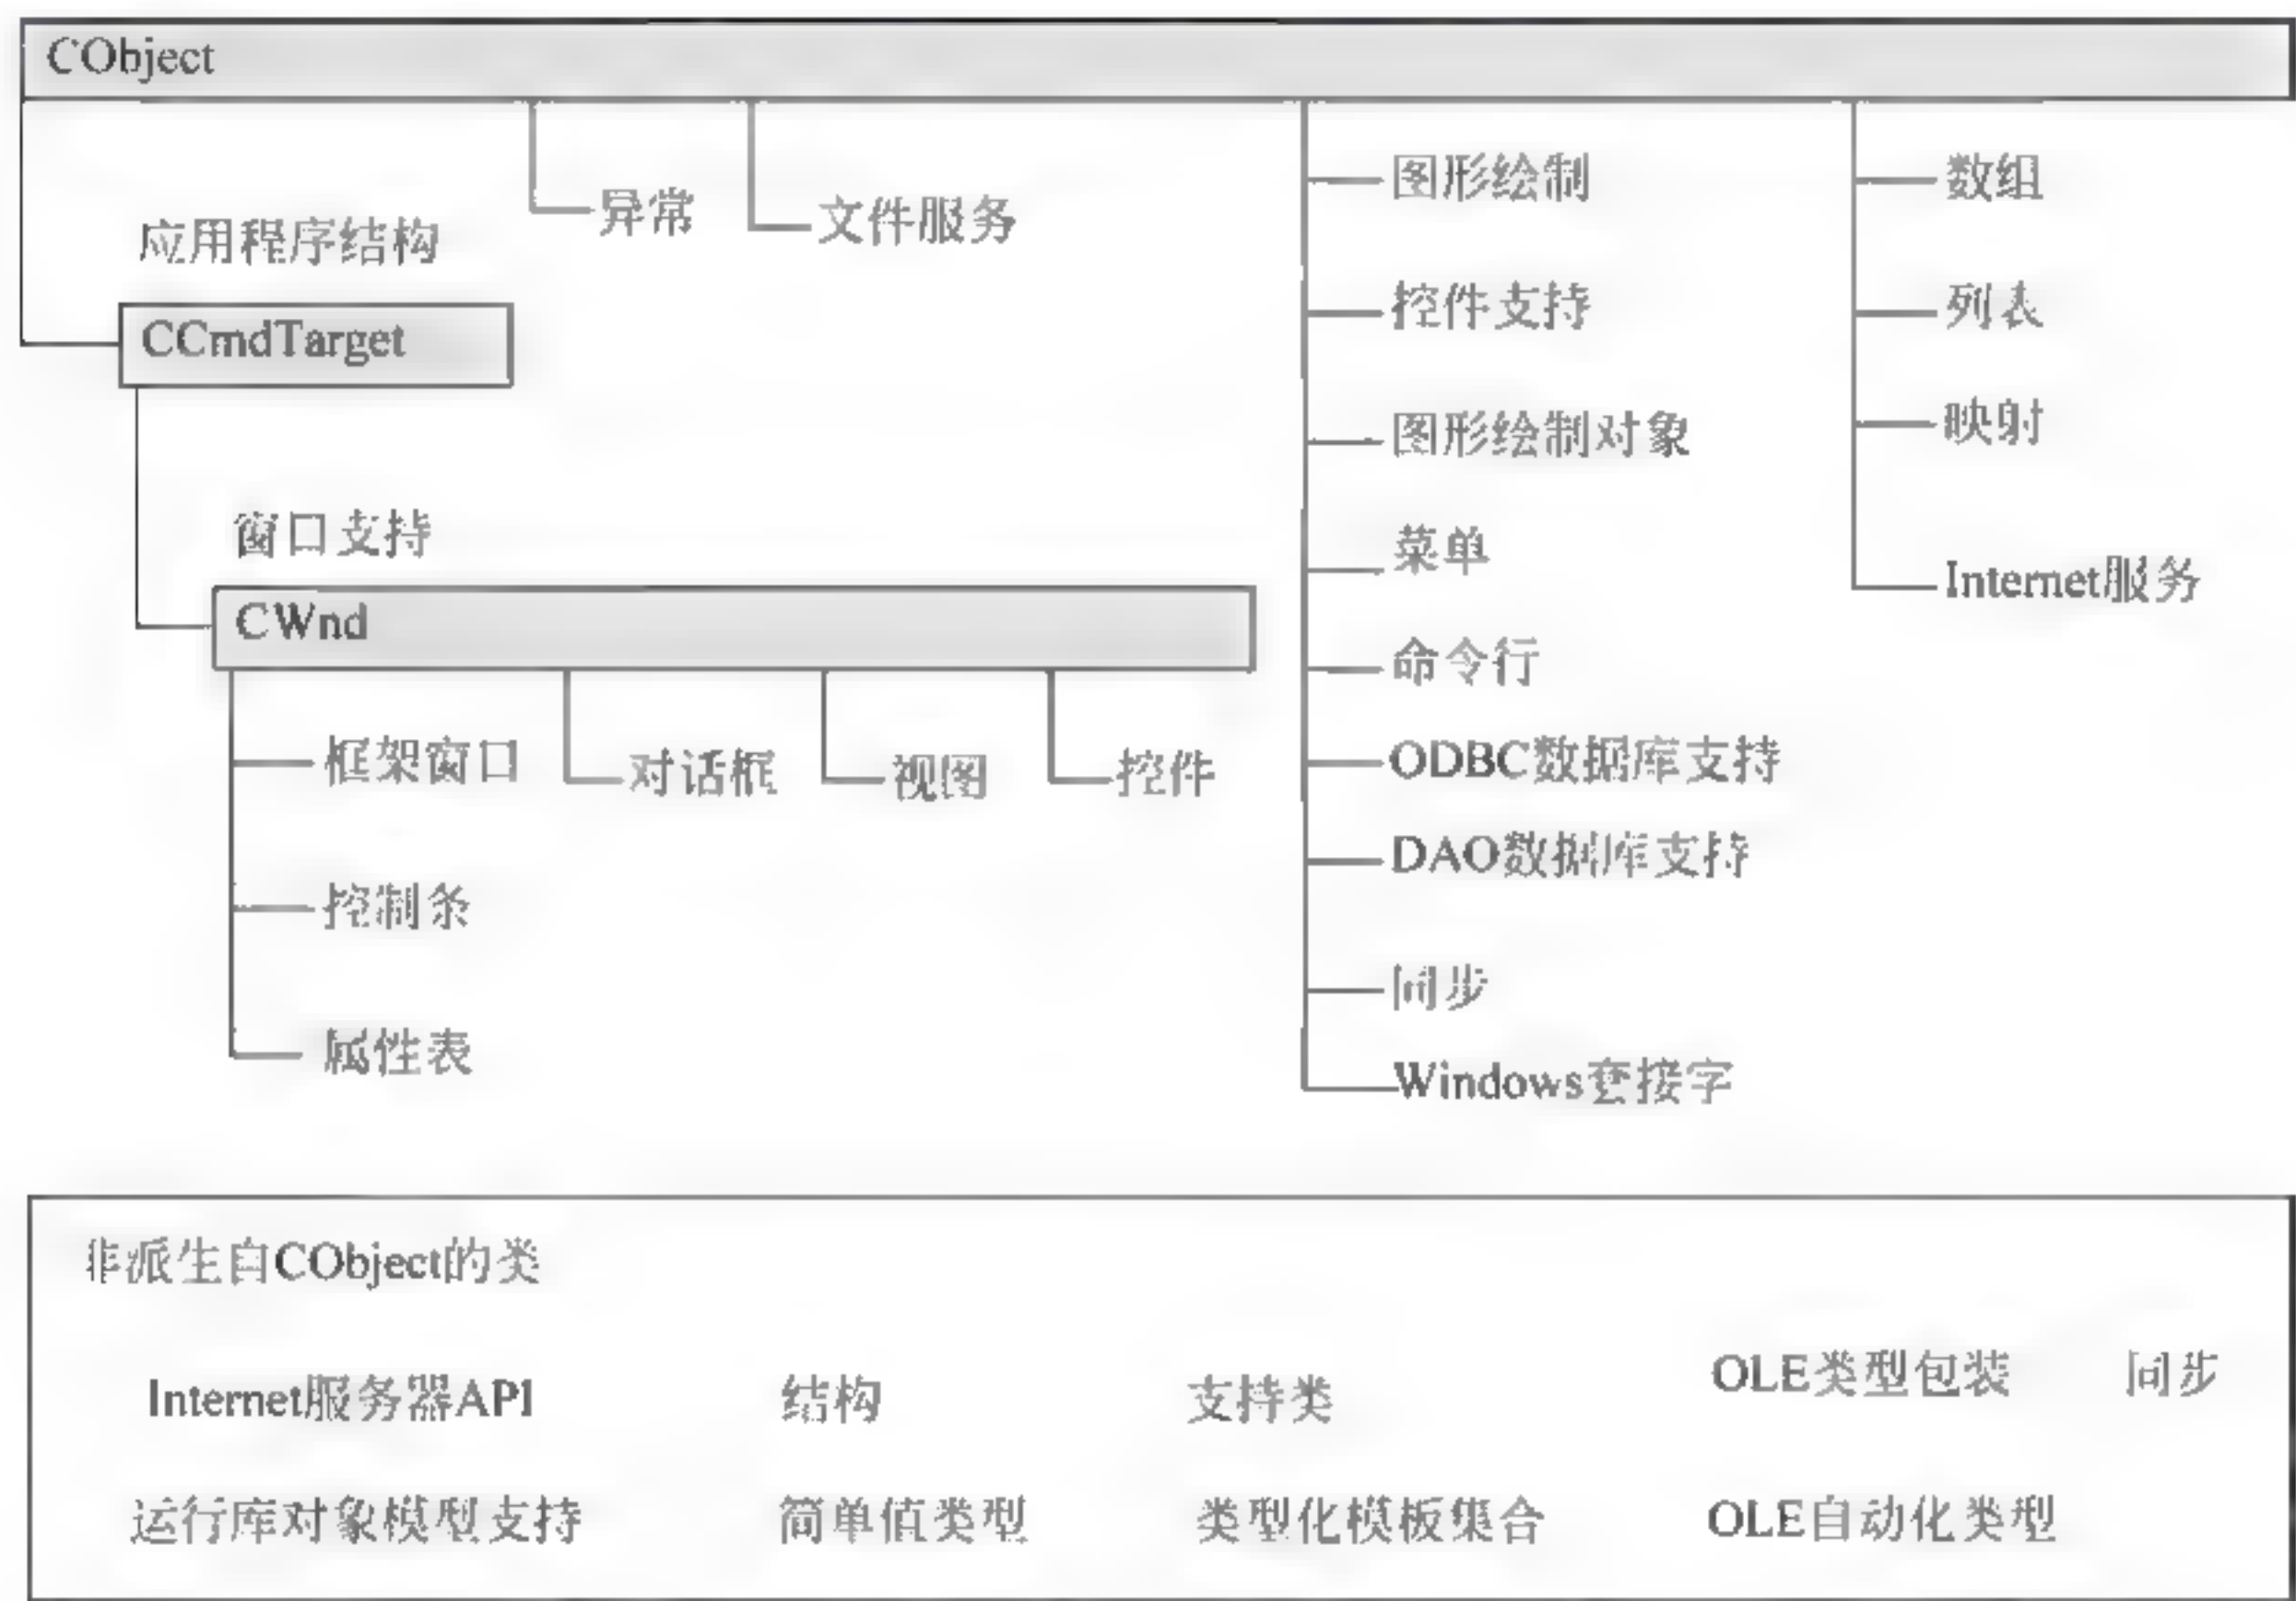 CObject
应用程序结构
CCmdTarget
窗口支持
CWnd
框架窗口
控制条
属性表
对话框
视图
控件
异常
文件服务
图形绘制
控件支持
图形绘制对象
菜单
命令行
ODBC数据库支持
DAO数据库支持
同步
Windows套接字
数组
列表
映射
Internet服务
非派生自CObject的类
Internet服务器API
结构
支持类
OLE类型包装
同步
运行库对象模型支持
简单值类型
类型化模板集合
OLE自动化类型